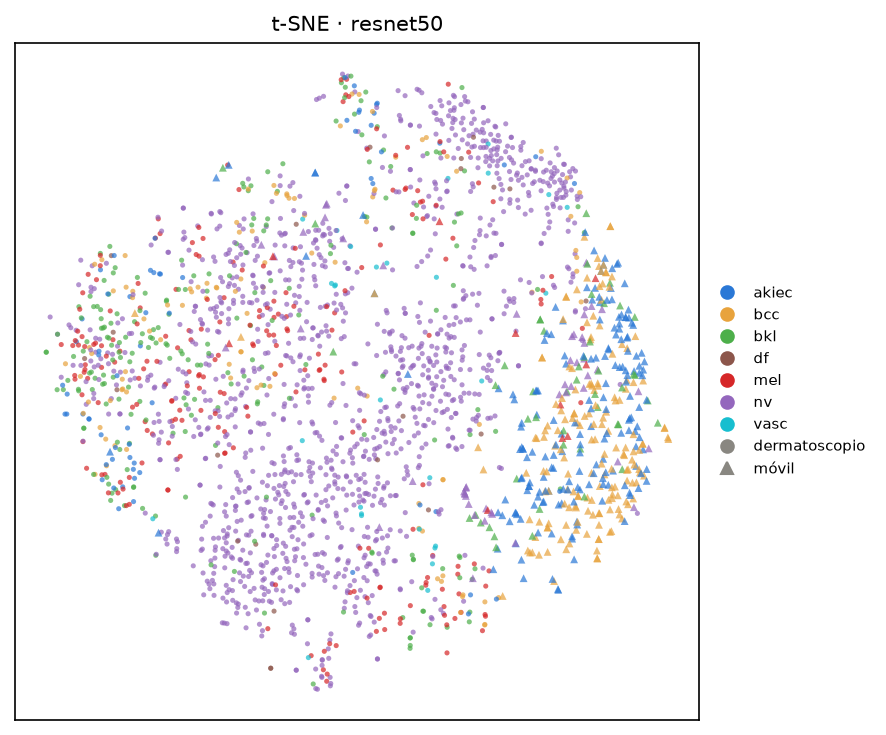 t-SNE · resnet50
akiec
bcc
bkl
df
mel
nv
vasc
dermatoscopio
móvil